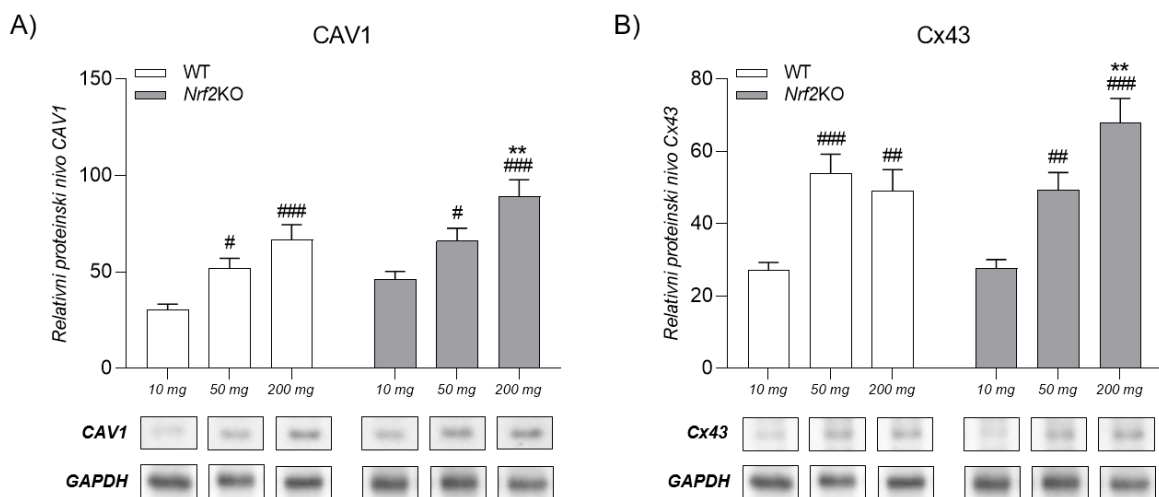 A)
CAV1
WT
Nrf2KO
Relativni proteinski nivo CAV1
150
100
50
0
#
###
#
**
###
10 mg 50 mg 200 mg 10 mg 50 mg 200 mg
CAV1
GAPDH
B)
Cx43
WT
Nrf2KO
Relativni proteinski nivo Cx43
80
60
40
20
0
###
##
##
**
###
10 mg 50 mg 200 mg 10 mg 50 mg 200 mg
Cx43
GAPDH